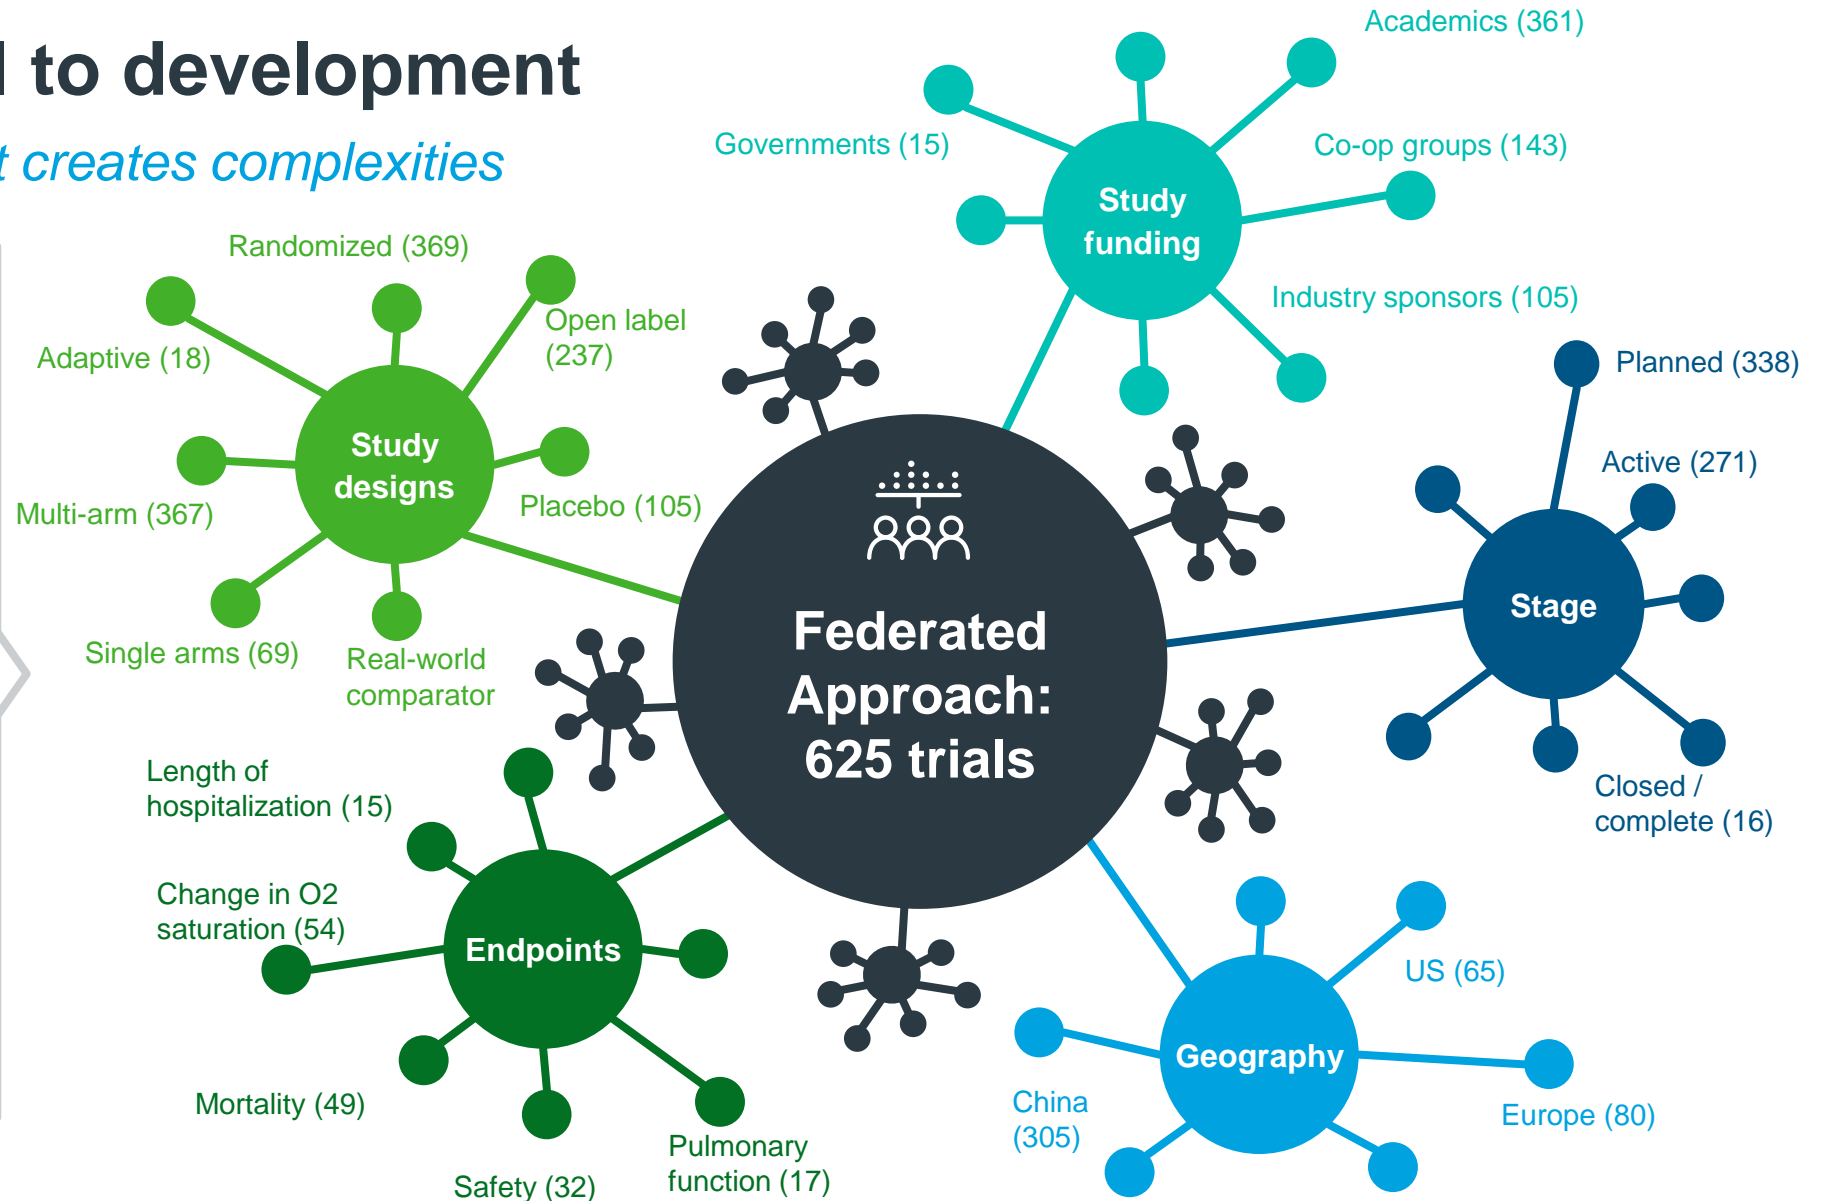 to development
creates complexities
Academics (361)
Governments (15)
Co-op groups (143)
Study
funding
Industry sponsors (105)
Randomized (369)
Open label
(237)
Adaptive (18)
Study
designs
Multi-arm (367)
Placebo (105)
Single arms (69)
Real-world
comparator
Planned (338)
Active (271)
Stage
Closed /
complete (16)
Federated
Approach:
625 trials
Length of
hospitalization (15)
Change in O2
saturation (54)
Endpoints
Mortality (49)
Safety (32)
Pulmonary
function (17)
US (65)
Geography
China
(305)
Europe (80)